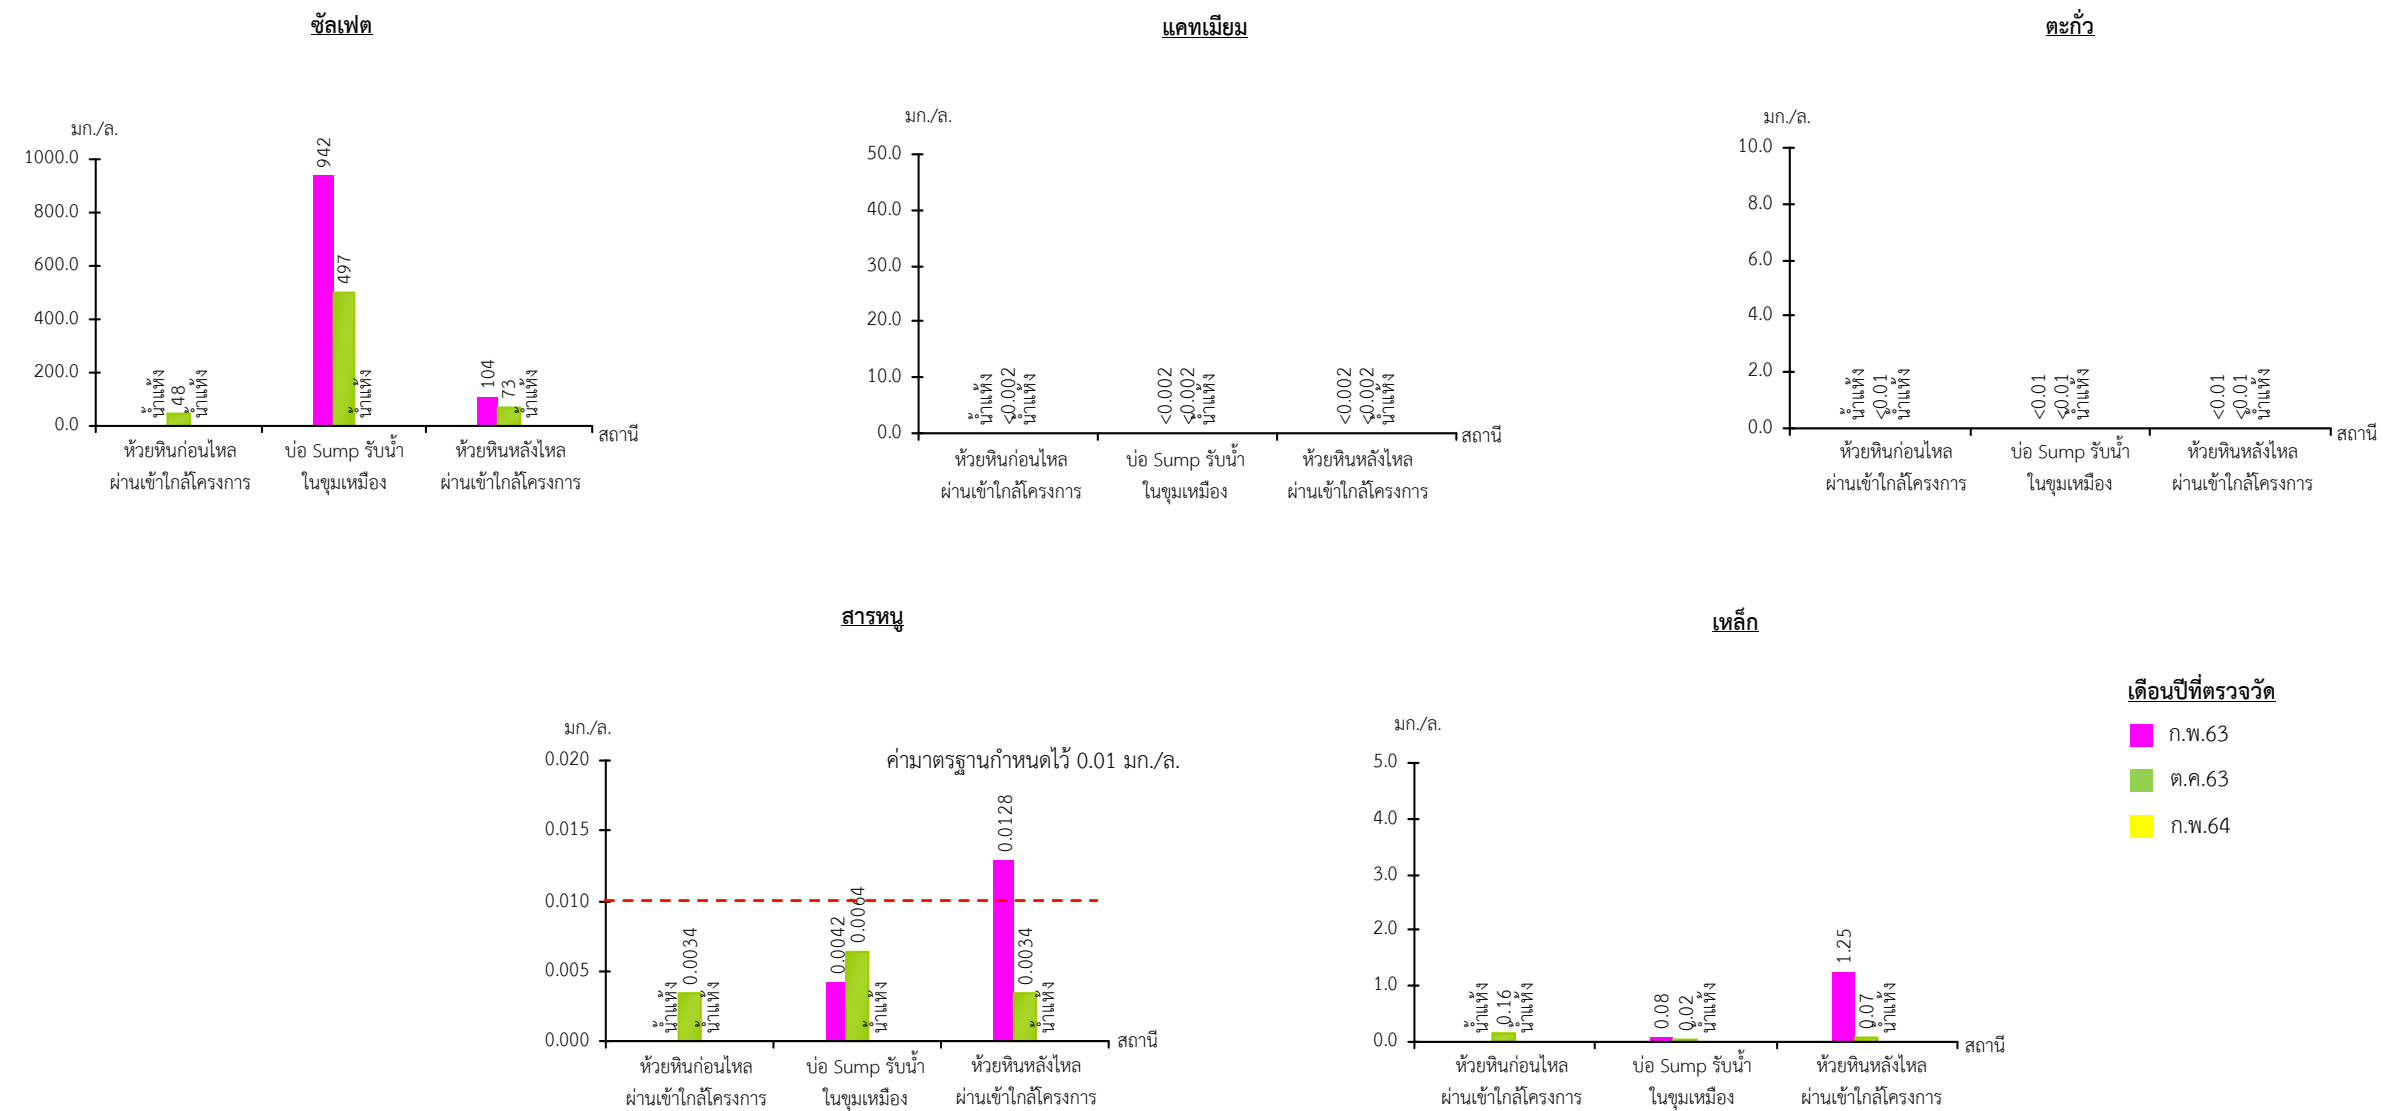 ซัลเฟต
มก./ล.
1000.0
800.0
600.0
400.0
200.0
0.0
น้ำแห้ง
48
น้ำแห้ง
942
497
น้ำแห้ง
104
73
น้ำแห้ง
สถานี
ห้วยหินก่อนไหล
ผ่านเข้าใกล้โครงการ
บ่อ Sump รับน้ำ
ในขุมเหมือง
ห้วยหินหลังไหล
ผ่านเข้าใกล้โครงการ
แคทเมียม
มก./ล.
50.0
40.0
30.0
20.0
10.0
0.0
น้ำแห้ง
<0.002
น้ำแห้ง
<0.002
<0.002
น้ำแห้ง
<0.002
<0.002
น้ำแห้ง
สถานี
ห้วยหินก่อนไหล
ผ่านเข้าใกล้โครงการ
บ่อ Sump รับน้ำ
ในขุมเหมือง
ห้วยหินหลังไหล
ผ่านเข้าใกล้โครงการ
ตะกั่ว
มก./ล.
10.0
8.0
6.0
4.0
2.0
0.0
น้ำแห้ง
<0.01
น้ำแห้ง
<0.01
<0.01
น้ำแห้ง
<0.01
<0.01
น้ำแห้ง
สถานี
ห้วยหินก่อนไหล
ผ่านเข้าใกล้โครงการ
บ่อ Sump รับน้ำ
ในขุมเหมือง
ห้วยหินหลังไหล
ผ่านเข้าใกล้โครงการ
สารหนู
มก./ล.
ค่ามาตรฐานกำหนดไว้ 0.01 มก./ล.
0.020
0.015
0.010
0.005
0.000
น้ำแห้ง
0.0034
น้ำแห้ง
0.0042
0.0064
น้ำแห้ง
0.0128
0.0034
น้ำแห้ง
สถานี
ห้วยหินก่อนไหล
ผ่านเข้าใกล้โครงการ
บ่อ Sump รับน้ำ
ในขุมเหมือง
ห้วยหินหลังไหล
ผ่านเข้าใกล้โครงการ
เหล็ก
มก./ล.
5.0
4.0
3.0
2.0
1.0
0.0
น้ำแห้ง
0.16
น้ำแห้ง
0.08
0.02
น้ำแห้ง
1.25
0.07
น้ำแห้ง
สถานี
ห้วยหินก่อนไหล
ผ่านเข้าใกล้โครงการ
บ่อ Sump รับน้ำ
ในขุมเหมือง
ห้วยหินหลังไหล
ผ่านเข้าใกล้โครงการ
เดือนปีที่ตรวจวัด
ก.พ.63
ต.ค.63
ก.พ.64